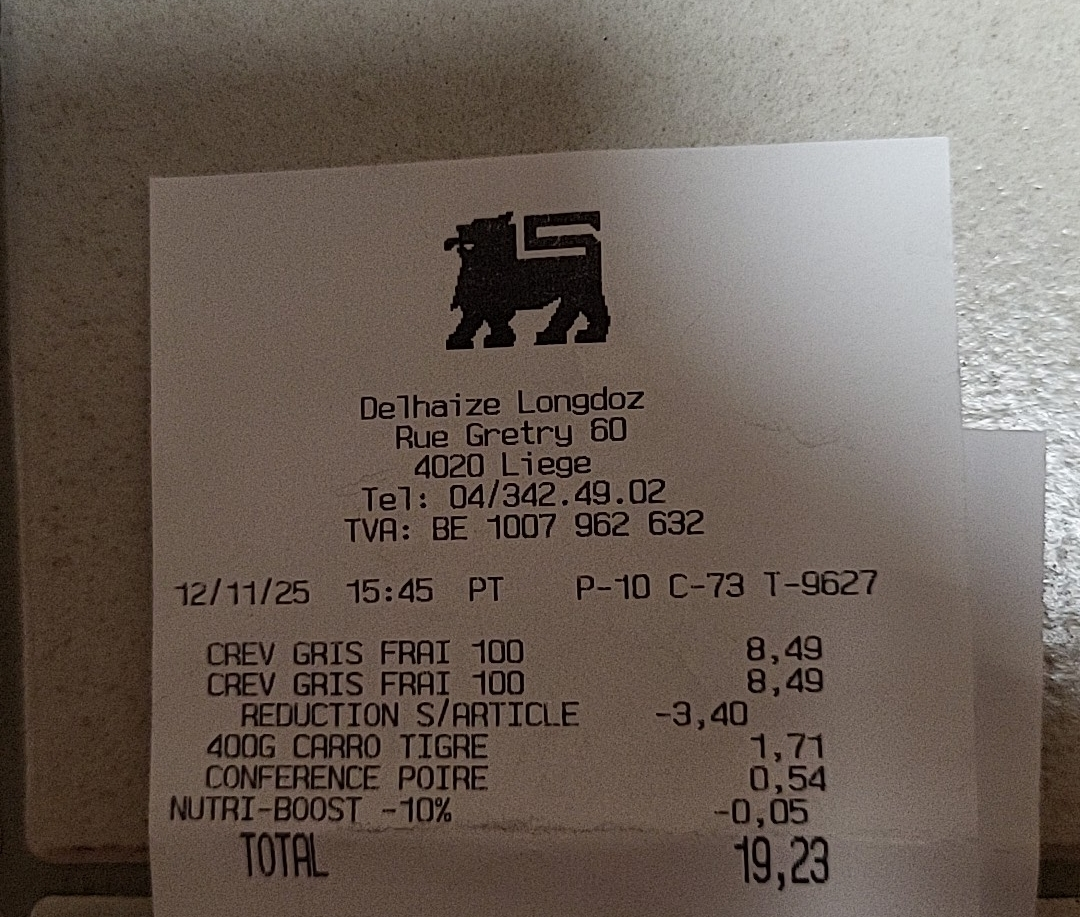 Delhaize Longdoz
Rue Gretry 60
4020 Liege
Tel: 04/342.49.02
TVA: BE 1007 962 632
12/11/25 15:45 PT P-10 C-73 T-9627
CREV GRIS FRAI 100 8,49
CREV GRIS FRAI 100 8,49
REDUCTION S/ARTICLE -3,40
400G CARRO TIGRE 1,71
CONFERENCE POIRE 0,54
NUTRI-BOOST -10% -0,05
TOTAL 19,23